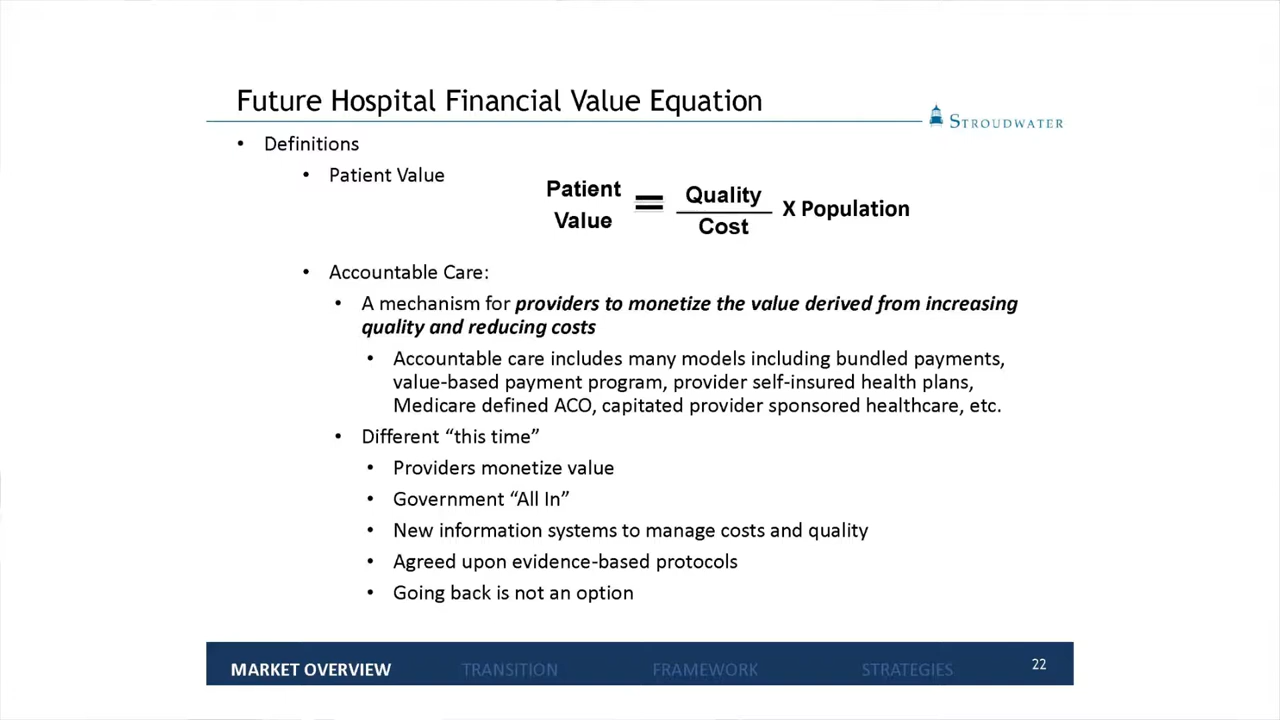 Future Hospital Financial Value Equation
STROUDWATER
• Definitions
• Patient Value
Patient
Value
=
Quality
Cost
X Population
• Accountable Care:
• A mechanism for providers to monetize the value derived from increasing
quality and reducing costs
• Accountable care includes many models including bundled payments,
value-based payment program, provider self-insured health plans,
Medicare defined ACO, capitated provider sponsored healthcare, etc.
• Different “this time”
• Providers monetize value
• Government “All In”
• New information systems to manage costs and quality
• Agreed upon evidence-based protocols
• Going back is not an option
MARKET OVERVIEW TRANSITION FRAMEWORK STRATEGIES 22